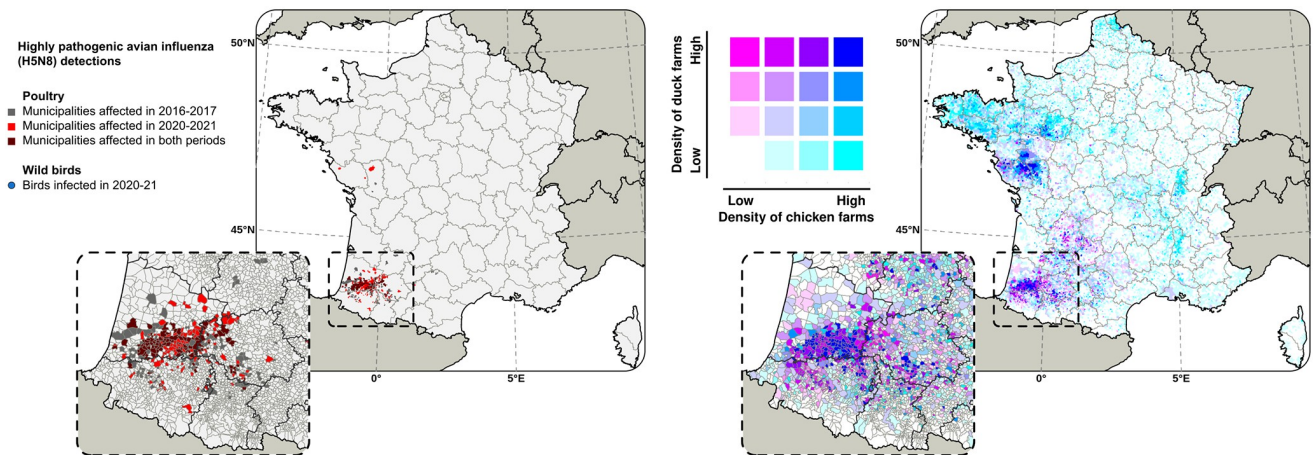 Highly pathogenic avian influenza
(H5N8) detections
Poultry
Municipalities affected in 2016-2017
Municipalities affected in 2020-2021
Municipalities affected in both periods
Wild birds
Birds infected in 2020-21
50°N
45°N
0°
5°E
Density of duck farms
High
Low
Low
High
Density of chicken farms
50°N
45°N
0°
5°E